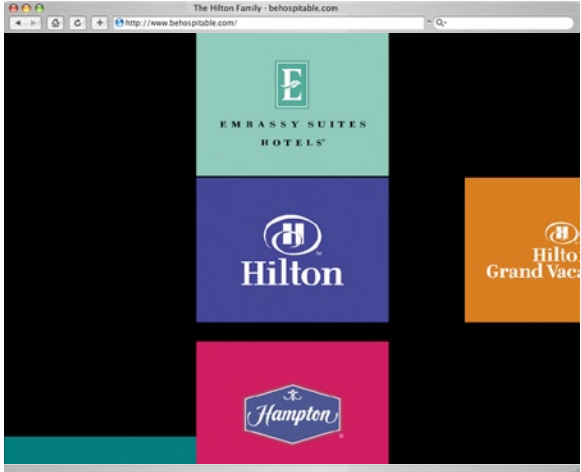 The Hilton Family - behospitable.com
http://www.behospitable.com/
Q
E
EMBASSY SUITES
HOTELS®
H
Hilton
H
Hilto
Grand Vaca
Hampton